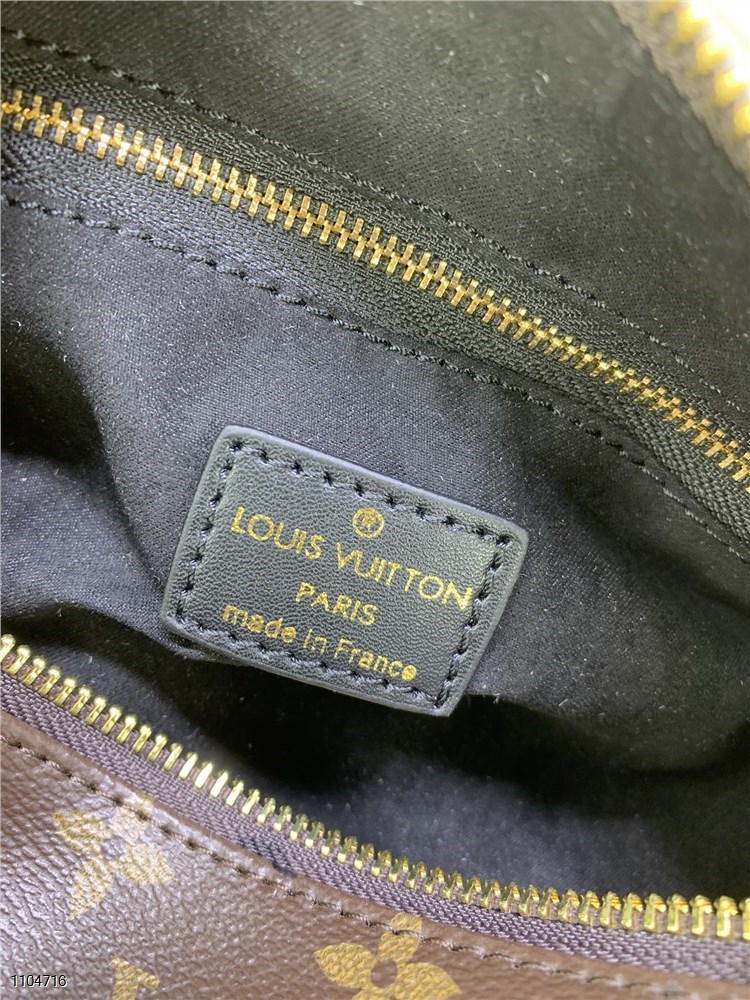 ®
LOUIS VUITTON
PARIS
made in France
1104716